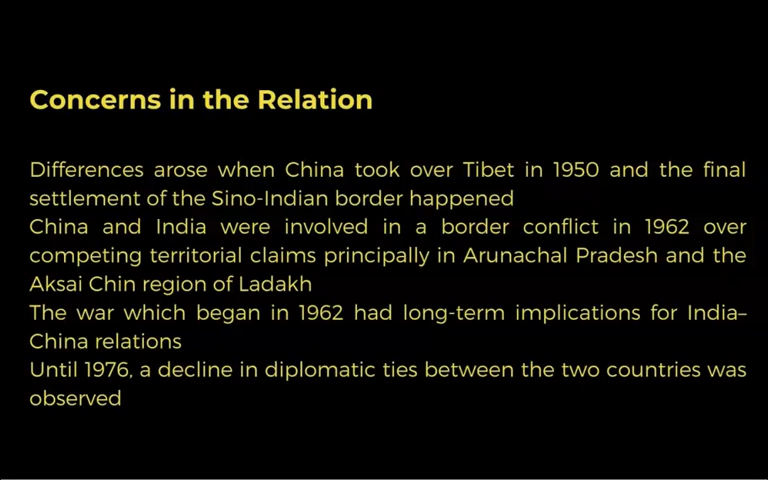 Concerns in the Relation
Differences arose when China took over Tibet in 1950 and the final
settlement of the Sino-Indian border happened
China and India were involved in a border conflict in 1962 over
competing territorial claims principally in Arunachal Pradesh and the
Aksai Chin region of Ladakh
The war which began in 1962 had long-term implications for India–
China relations
Until 1976, a decline in diplomatic ties between the two countries was
observed